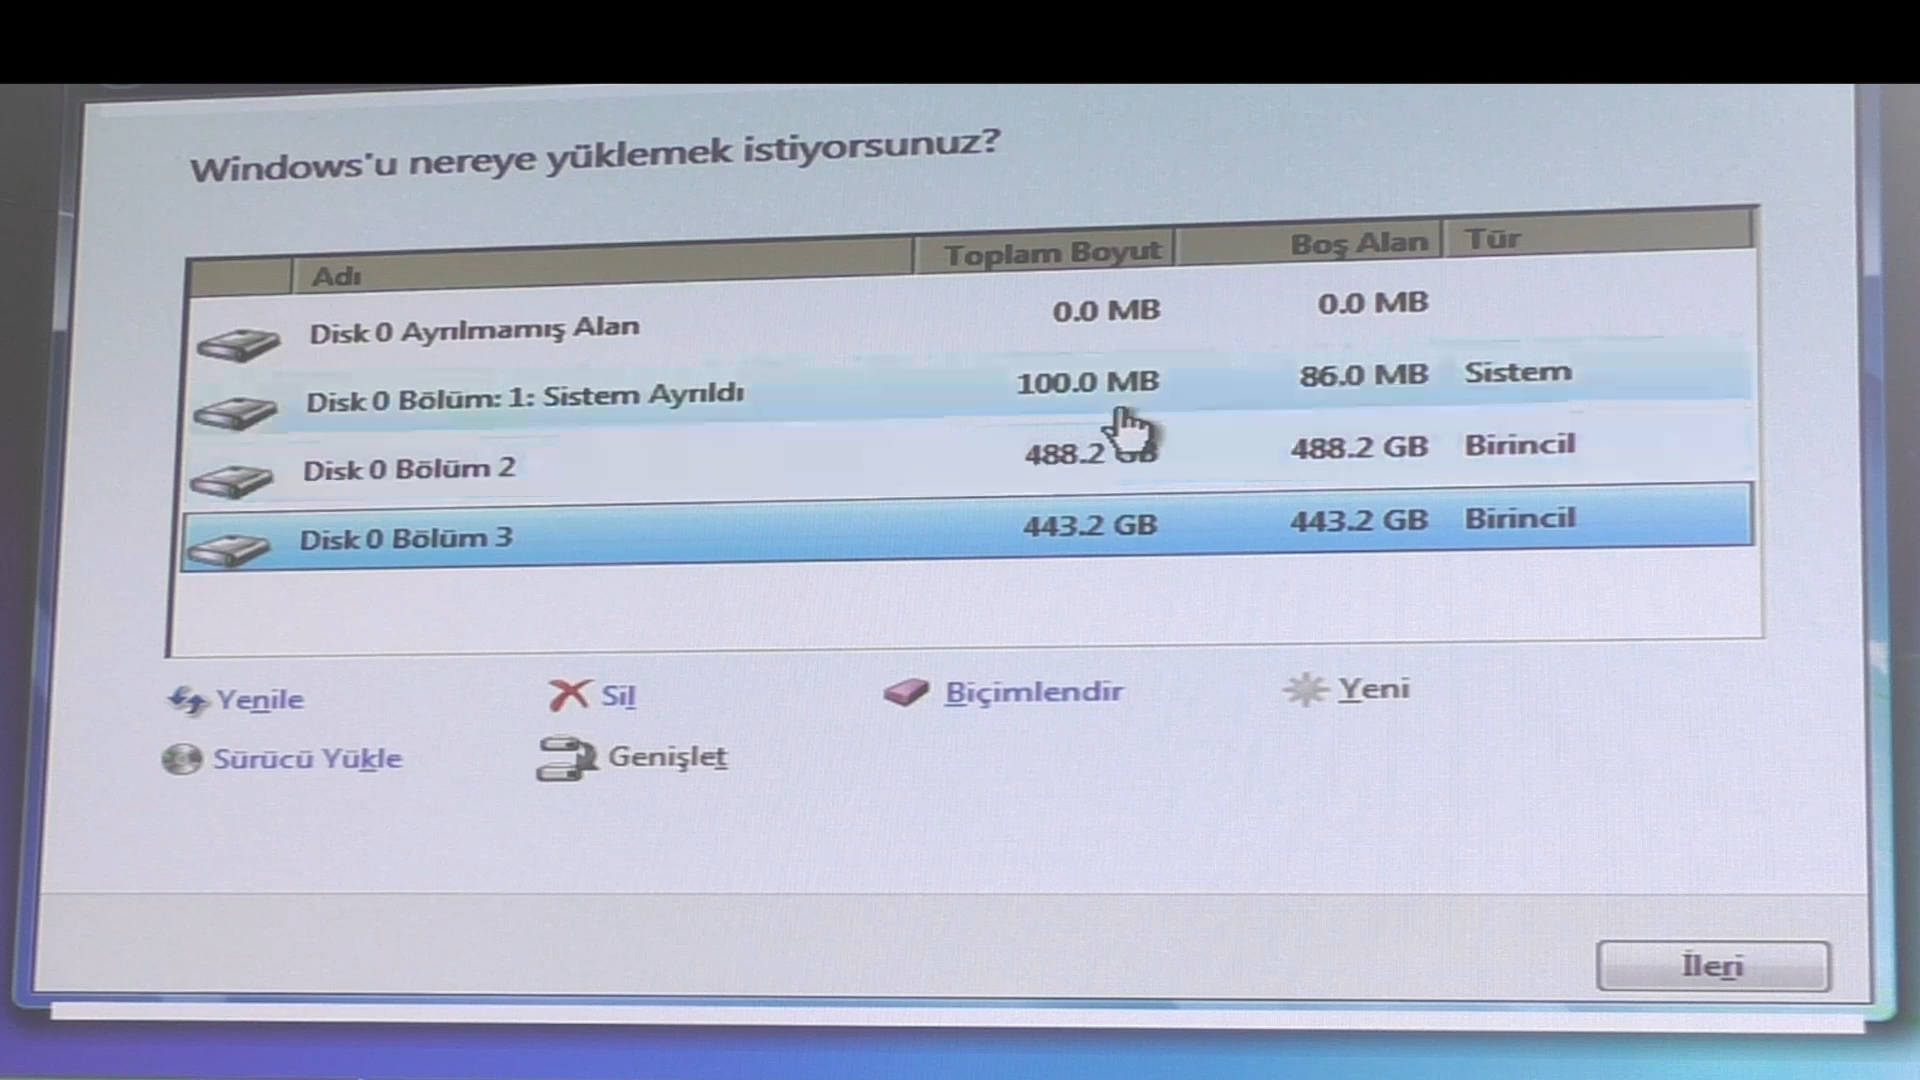 Windows'u nereye yüklemek istiyorsunuz?
Adı Toplam Boyut Boş Alan Tür
Disk 0 Ayrılmamış Alan 0.0 MB 0.0 MB
Disk 0 Bölüm: 1: Sistem Ayrıldı 100.0 MB 86.0 MB Sistem
Disk 0 Bölüm 2 488.2 GB 488.2 GB Birincil
Disk 0 Bölüm 3 443.2 GB 443.2 GB Birincil
Yenile Sil Biçimlendir Yeni
Sürücü Yükle Genişlet
İleri